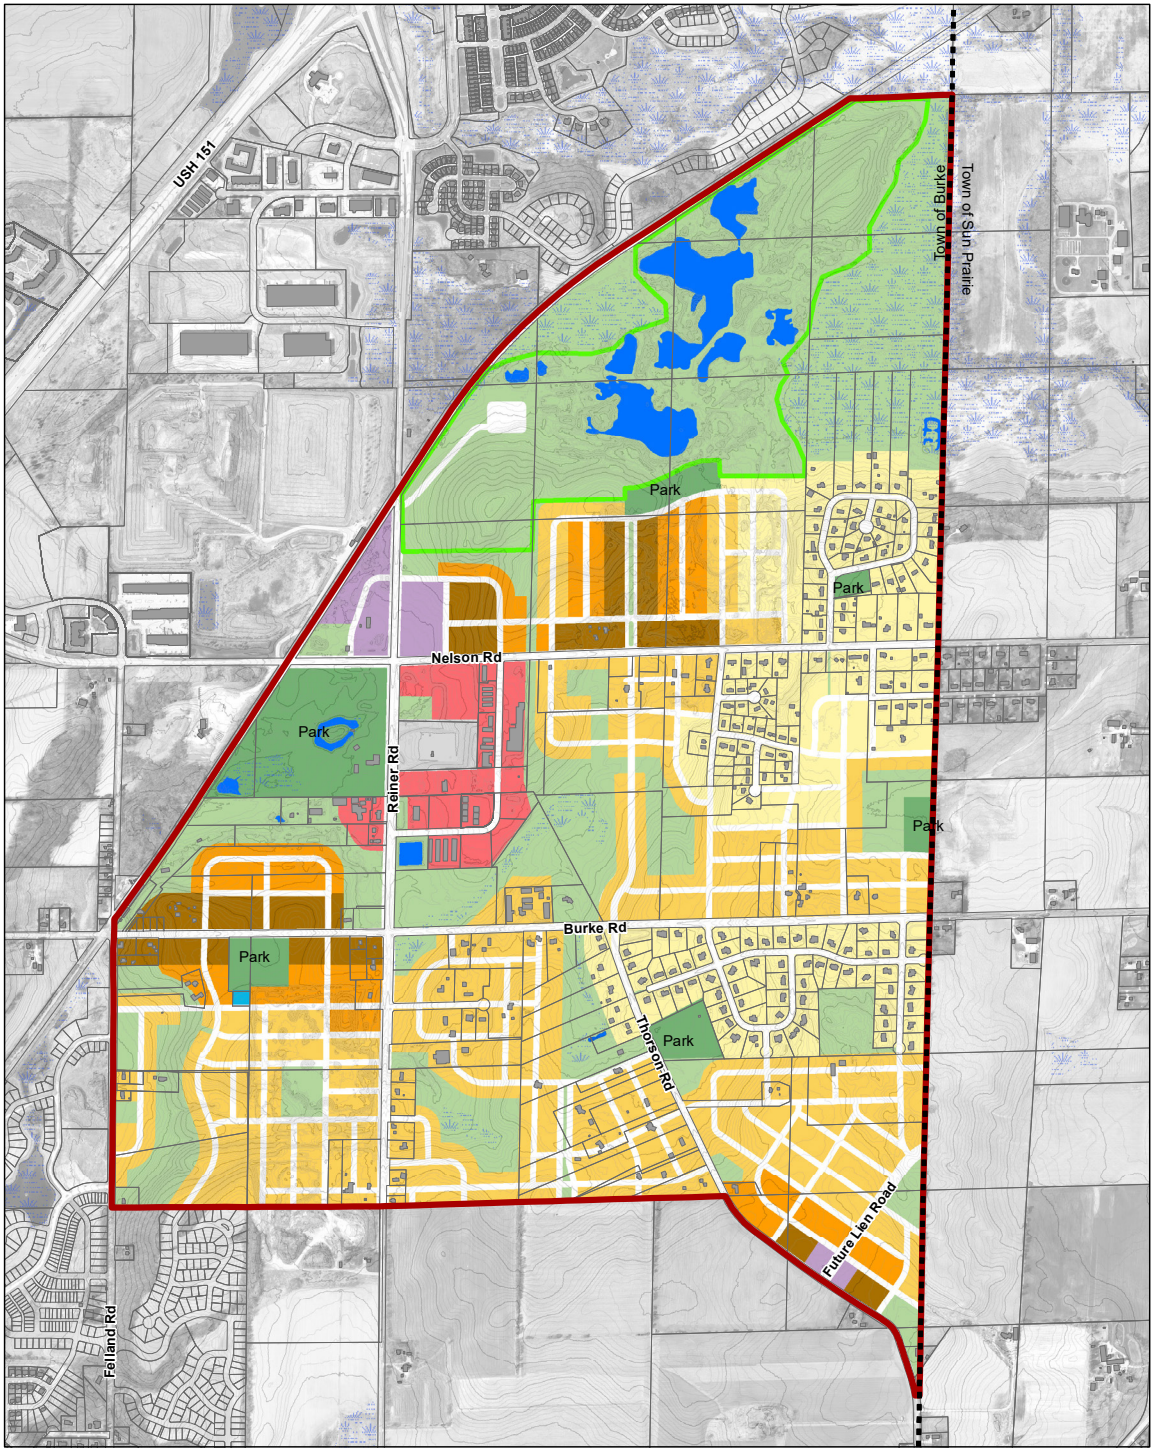 USH 151
Town of Burke
Town of Sun Prairie
Park
Park
Nelson Rd
Park
Reiner Rd
Park
Burke Rd
Park
Thorson Rd
Park
Future Lien Road
Felland Rd